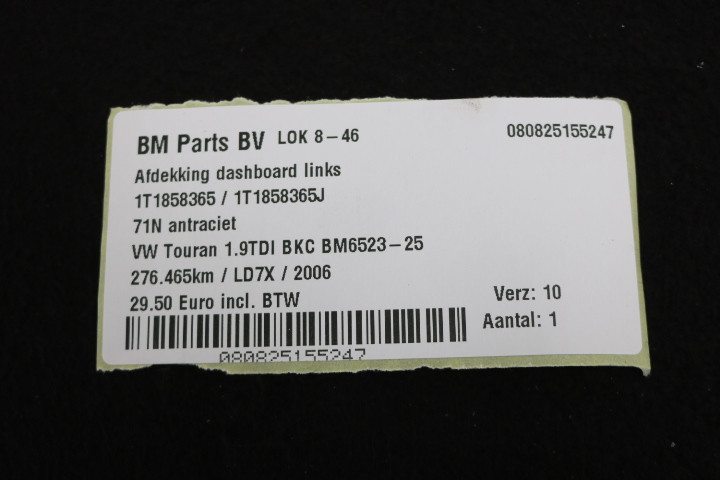 BM Parts BV LOK 8-46 080825155247
Afdekking dashboard links
1T1858365 / 1T1858365J
71N antraciet
VW Touran 1.9TDI BKC BM6523-25
276.465km / LD7X / 2006
29.50 Euro incl. BTW Verz: 10
Aantal: 1
080825155247